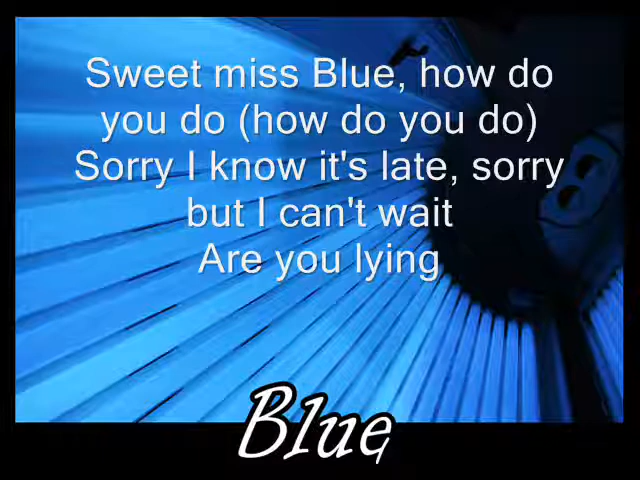 Sweet miss Blue, how do
you do (how do you do)
Sorry I know it's late, sorry
but I can't wait
Are you lying
Blue